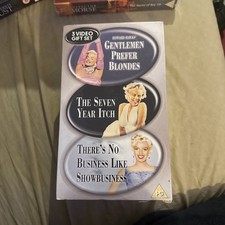 3 VIDEO
GIFT SET
GENTLEMEN
PREFER
BLONDES
THE SEVEN
YEAR ITCH
THERE'S NO
BUSINESS LIKE
SHOWBUSINESS
PG